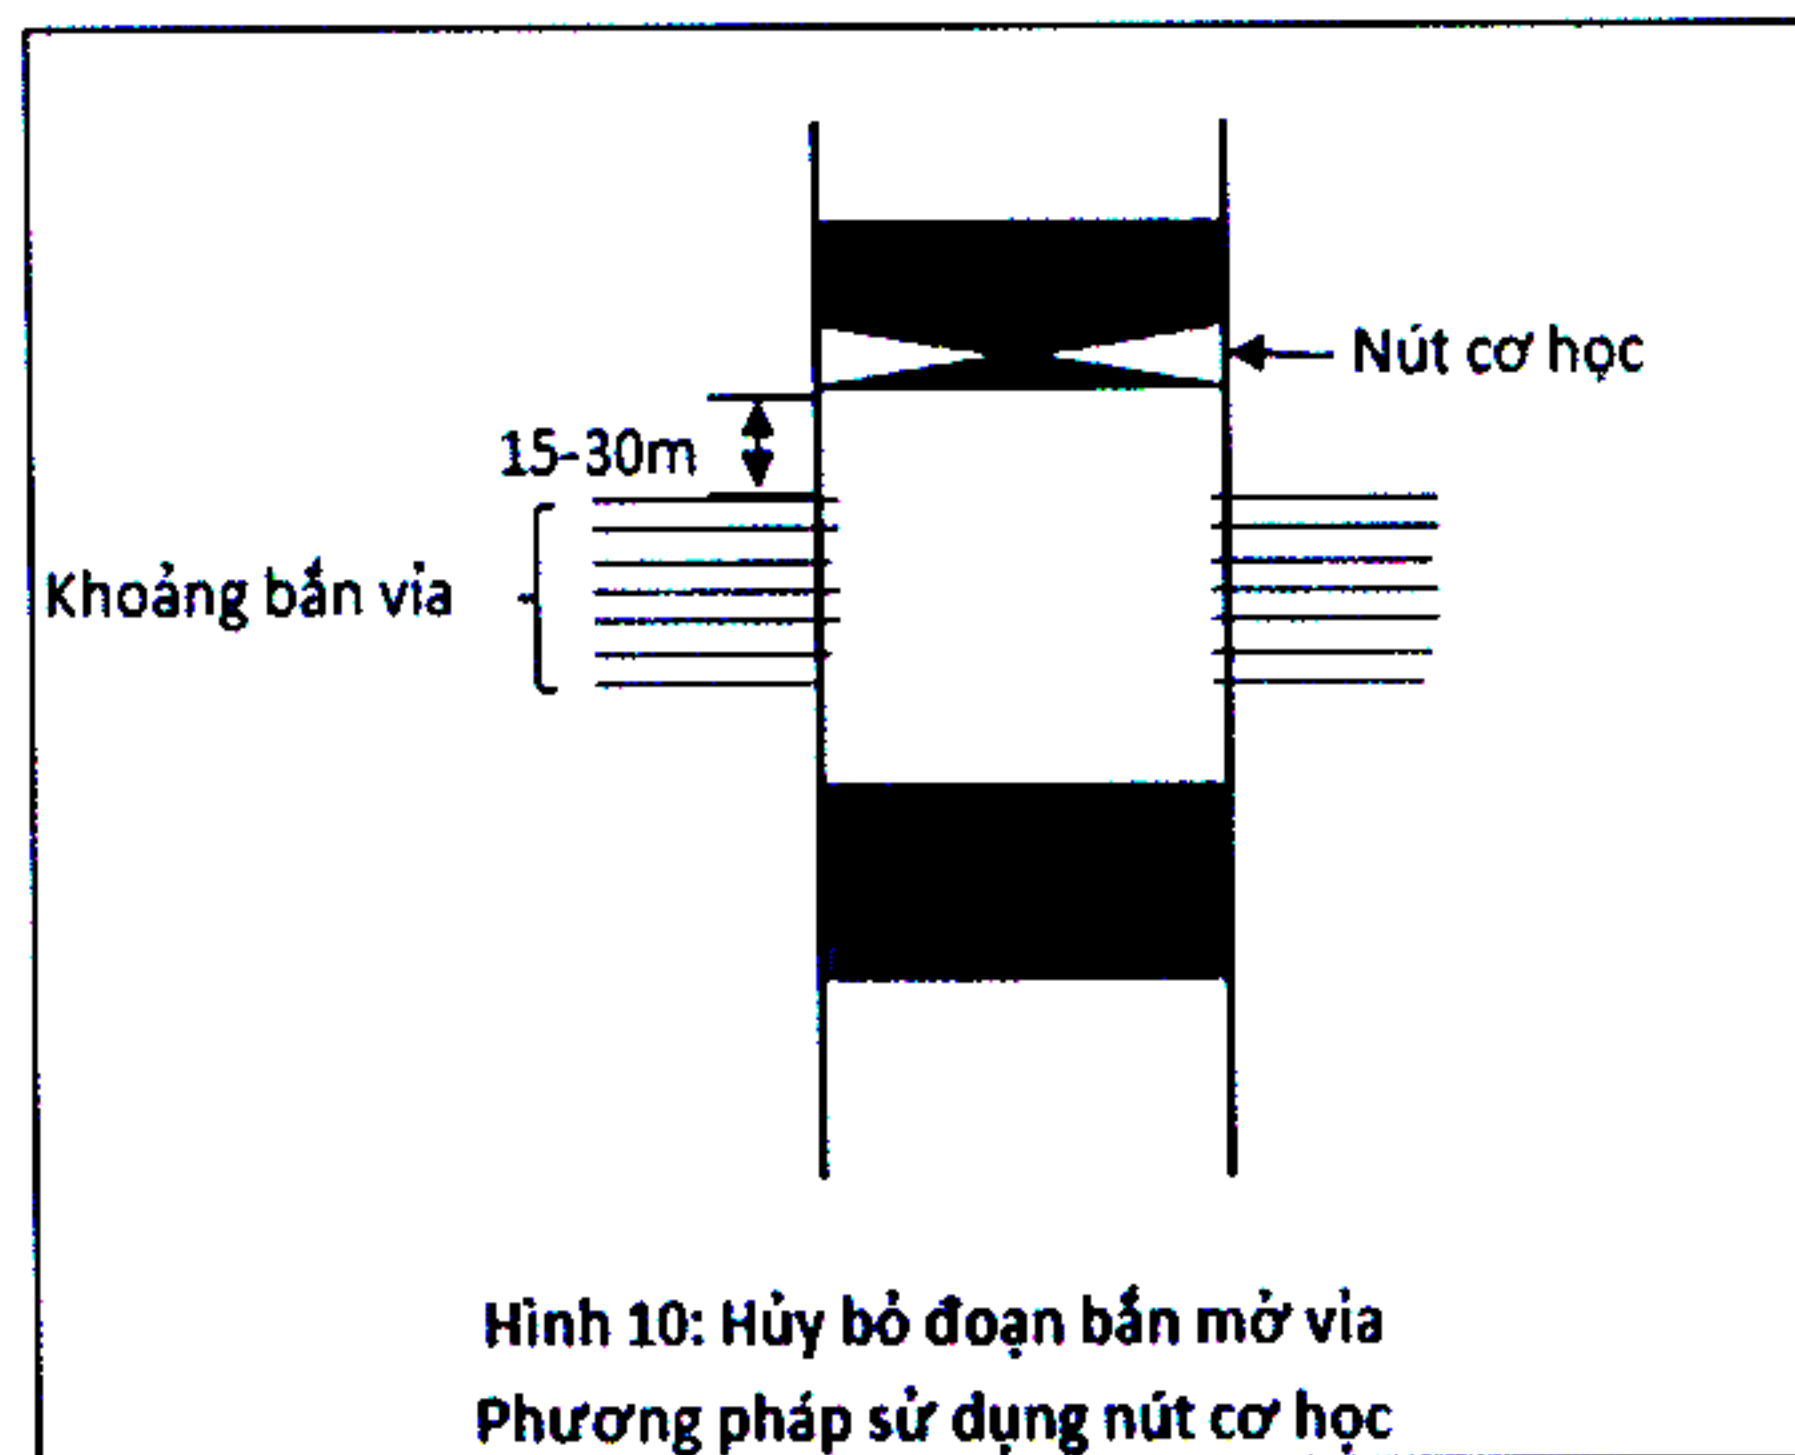 Nút cơ học
15-30m
Khoảng bắn vỉa
Hình 10: Hủy bỏ đoạn bắn mở vỉa
Phương pháp sử dụng nút cơ học